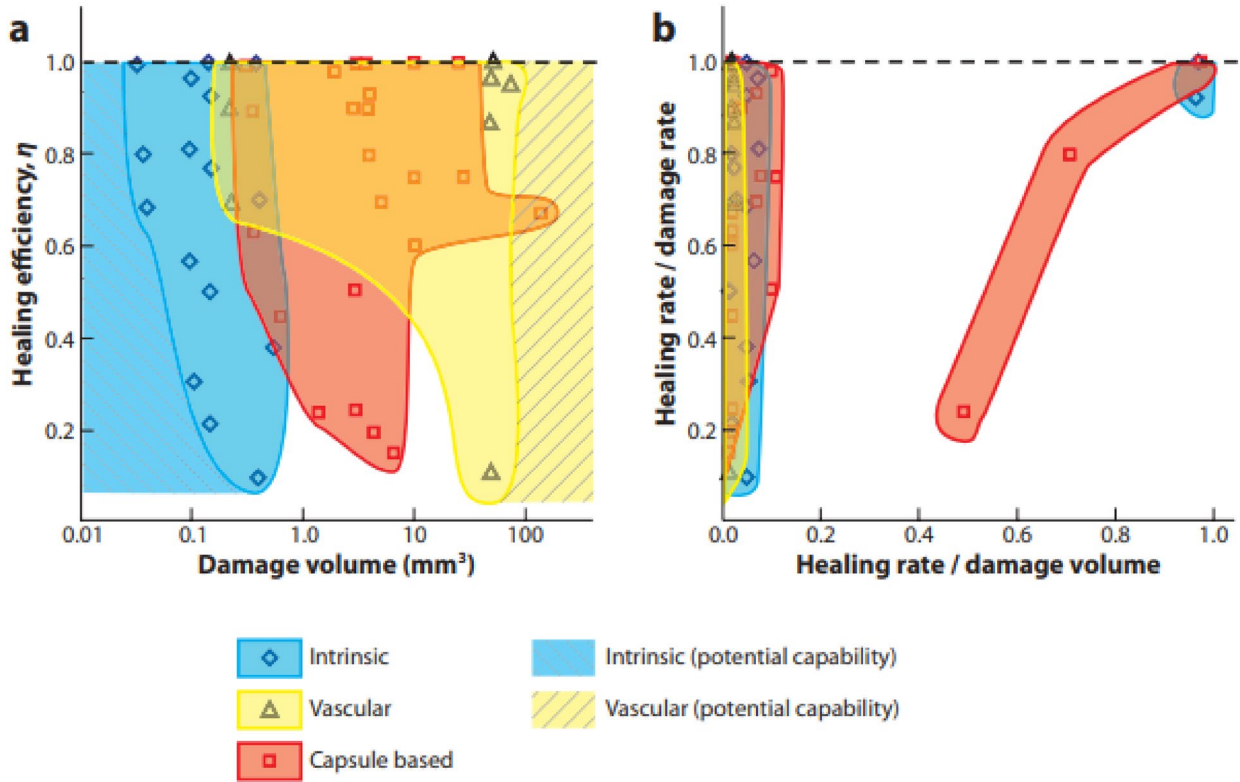 a
b
1.0
0.8
0.6
0.4
0.2
Healing efficiency, η
0.01
0.1
1.0
10
100
Damage volume (mm³)
1.0
0.8
0.6
0.4
0.2
Healing rate / damage rate
0.0
0.2
0.4
0.6
0.8
1.0
Healing rate / damage volume
Intrinsic
Intrinsic (potential capability)
Vascular
Vascular (potential capability)
Capsule based